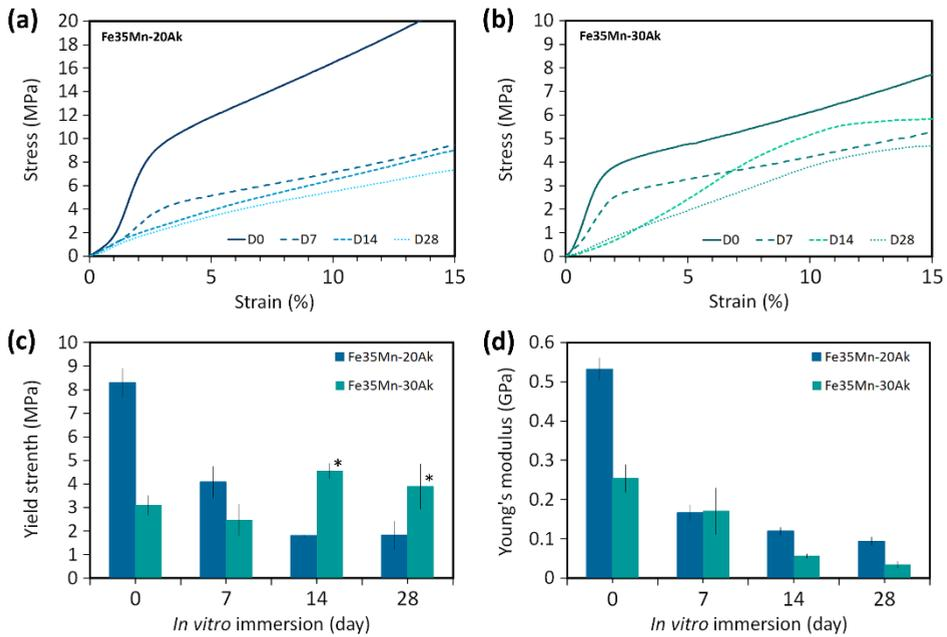 (a)
Fe35Mn-20Ak
Stress (MPa)
20
18
16
14
12
10
8
6
4
2
0
D0 D7 D14 D28
0 5 10 15
Strain (%)
(b)
Fe35Mn-30Ak
Stress (MPa)
10
9
8
7
6
5
4
3
2
1
0
D0 D7 D14 D28
0 5 10 15
Strain (%)
(c)
Yield strenth (MPa)
10
9
8
7
6
5
4
3
2
1
0
Fe35Mn-20Ak
Fe35Mn-30Ak
* *
0 7 14 28
In vitro immersion (day)
(d)
Young's modulus (GPa)
0.6
0.5
0.4
0.3
0.2
0.1
0
Fe35Mn-20Ak
Fe35Mn-30Ak
0 7 14 28
In vitro immersion (day)